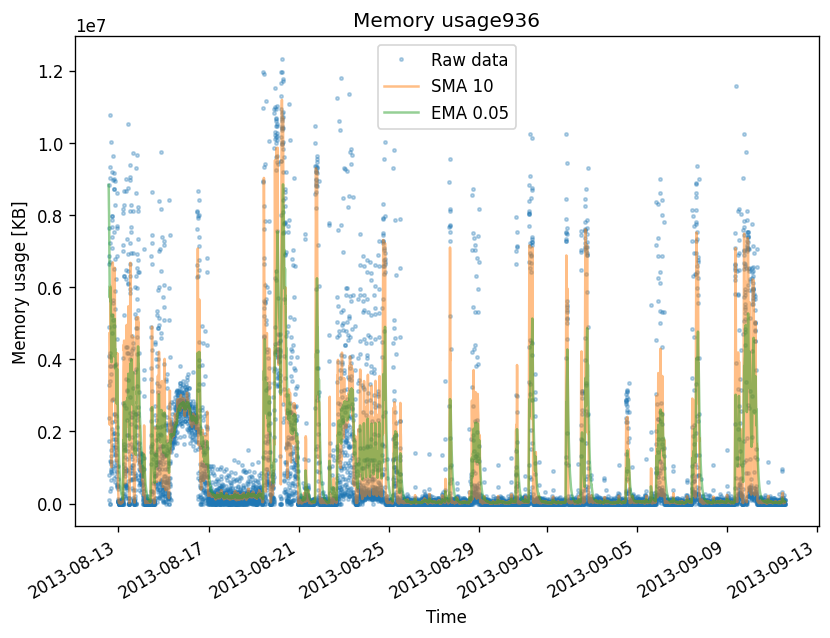 Memory usage936
1e7
Raw data
SMA 10
EMA 0.05
1.2
1.0
0.8
0.6
0.4
0.2
0.0
Memory usage [KB]
2013-08-13
2013-08-17
2013-08-21
2013-08-25
2013-08-29
2013-09-01
2013-09-05
2013-09-09
2013-09-13
Time